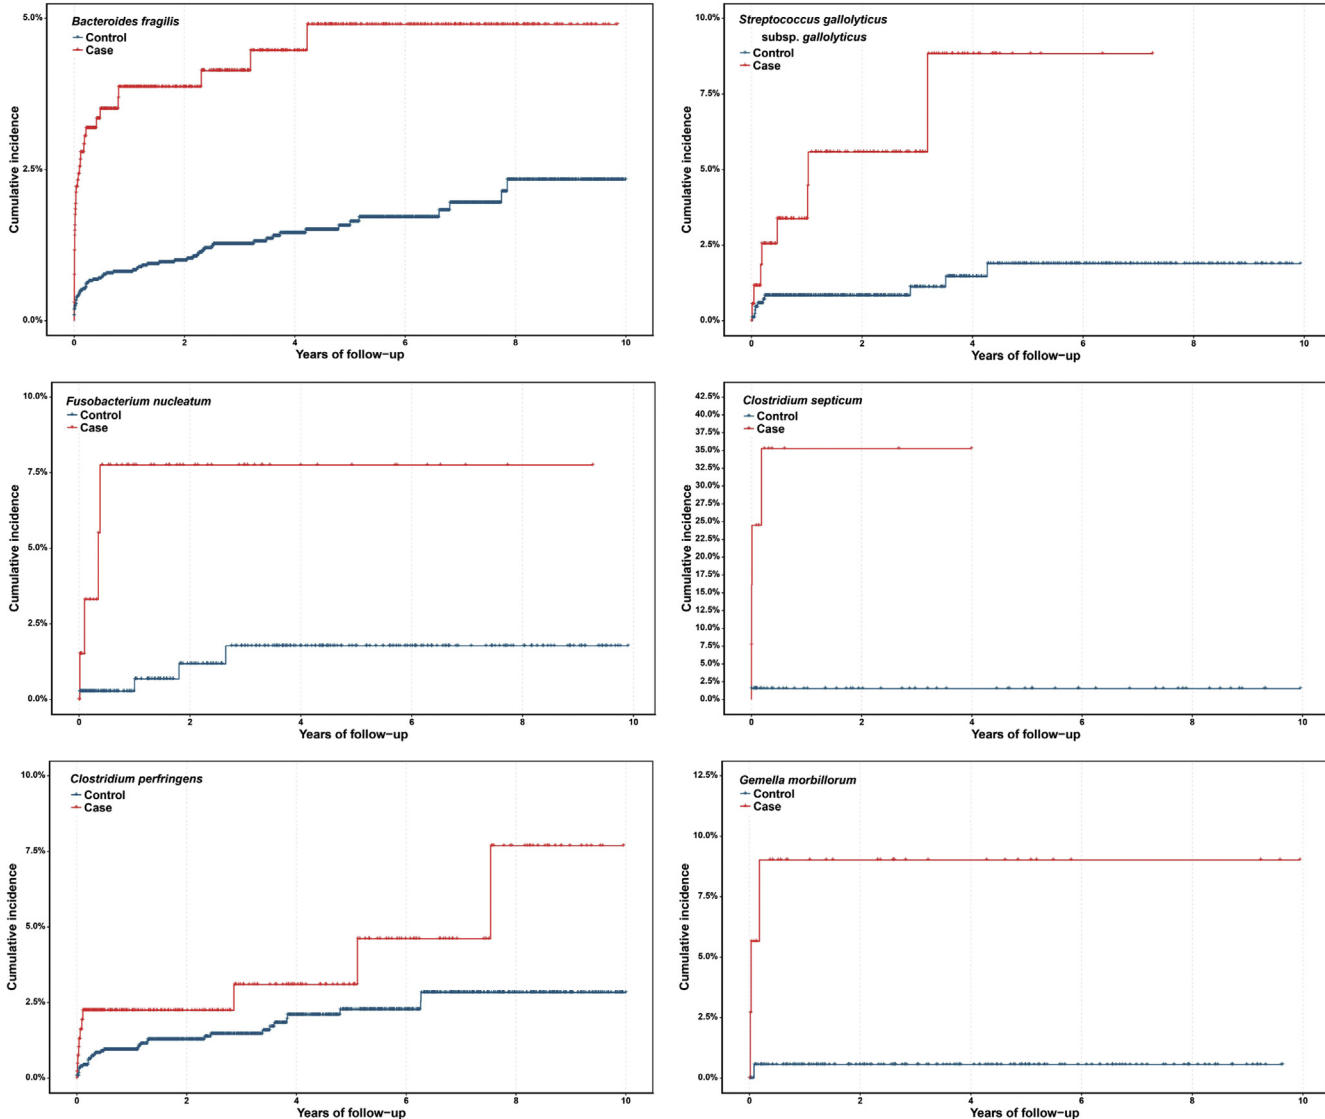 Bacteroides fragilis
Control
Case
5.0%
2.5%
0.0%
Cumulative incidence
0 2 4 6 8 10
Years of follow−up
Streptococcus gallolyticus
subsp. gallolyticus
Control
Case
10.0%
7.5%
5.0%
2.5%
0.0%
Cumulative incidence
0 2 4 6 8 10
Years of follow−up
Fusobacterium nucleatum
Control
Case
10.0%
7.5%
5.0%
2.5%
0.0%
Cumulative incidence
0 2 4 6 8 10
Years of follow−up
Clostridium septicum
Control
Case
42.5%
40.0%
37.5%
35.0%
32.5%
30.0%
27.5%
25.0%
22.5%
20.0%
17.5%
15.0%
12.5%
10.0%
7.5%
5.0%
2.5%
0.0%
Cumulative incidence
0 2 4 6 8 10
Years of follow−up
Clostridium perfringens
Control
Case
10.0%
7.5%
5.0%
2.5%
0.0%
Cumulative incidence
0 2 4 6 8 10
Years of follow−up
Gemella morbillorum
Control
Case
12.5%
10.0%
7.5%
5.0%
2.5%
0.0%
Cumulative incidence
0 2 4 6 8 10
Years of follow−up